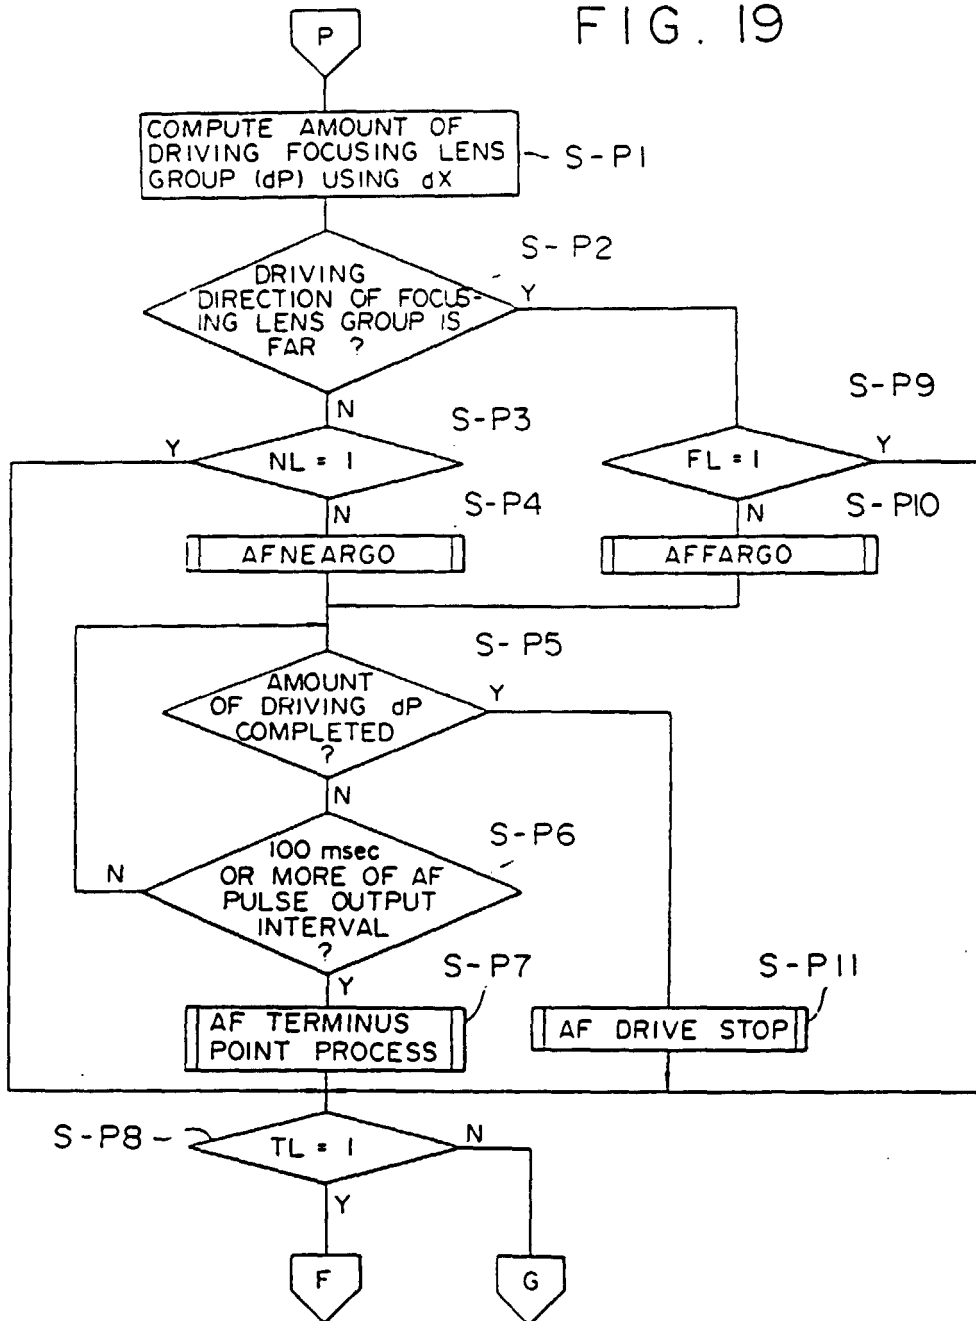 FIG. 19
P
COMPUTE AMOUNT OF
DRIVING FOCUSING LENS
GROUP (dP) USING dX
S-P1
S-P2
DRIVING
DIRECTION OF FOCUS-
ING LENS GROUP IS
FAR ?
Y
N
S-P3
S-P9
Y
NL = 1
FL = 1
Y
N
S-P4
N
S-P10
AFNEARGO
AFFARGO
S-P5
AMOUNT
OF DRIVING dP
COMPLETED
?
Y
N
S-P6
100 msec
OR MORE OF AF
PULSE OUTPUT
INTERVAL
?
N
Y
S-P7
S-P11
AF TERMINUS
POINT PROCESS
AF DRIVE STOP
S-P8
TL = 1
N
Y
F
G